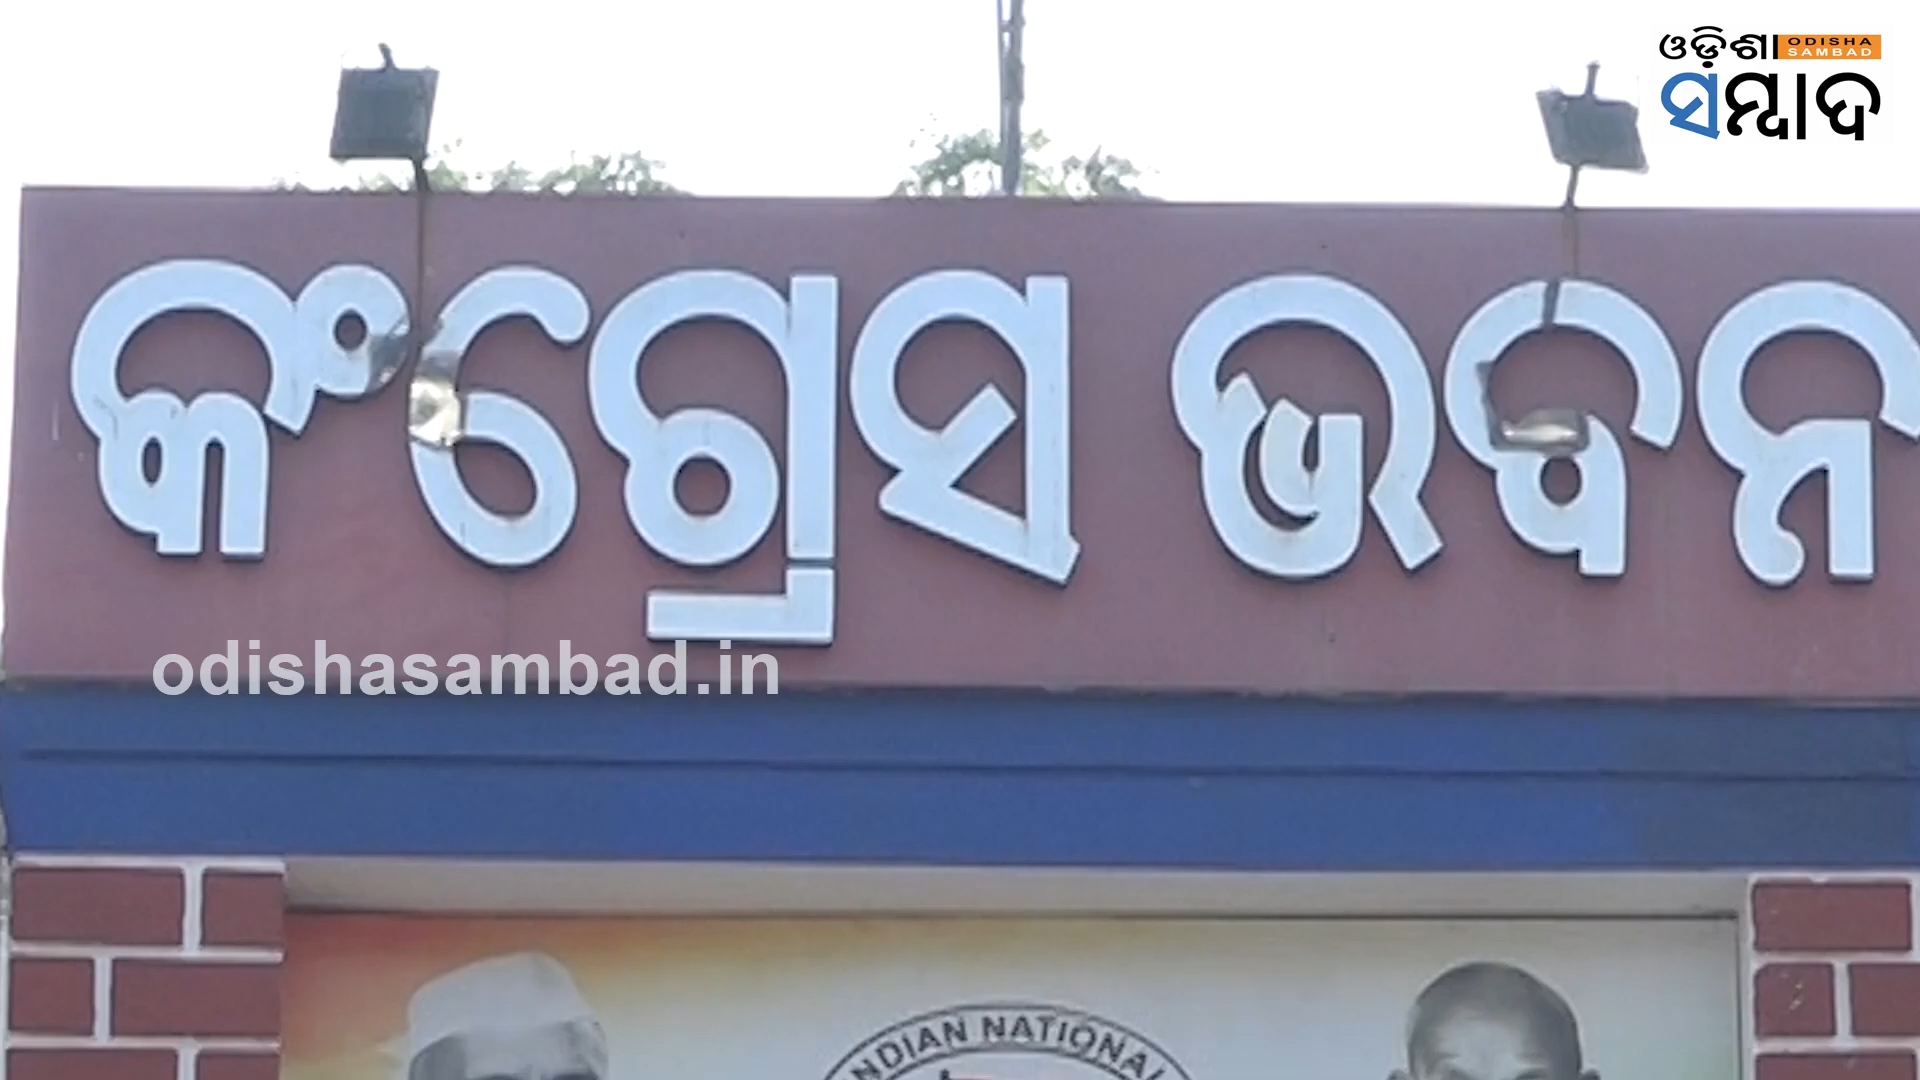 ଓଡ଼ିଶା ODISHA
SAMBAD
ସମ୍ବାଦ
କଂଗ୍ରେସ ଭବନ
odishasambad.in
INDIAN NATIONAL